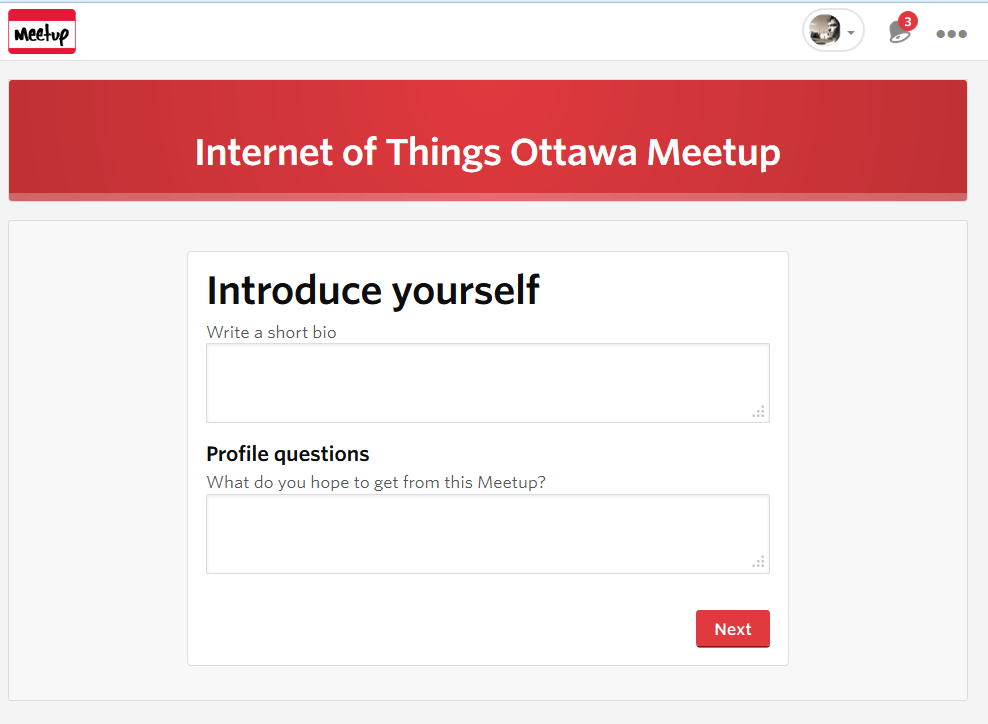 Meetup
3
Internet of Things Ottawa Meetup
Introduce yourself
Write a short bio
Profile questions
What do you hope to get from this Meetup?
Next